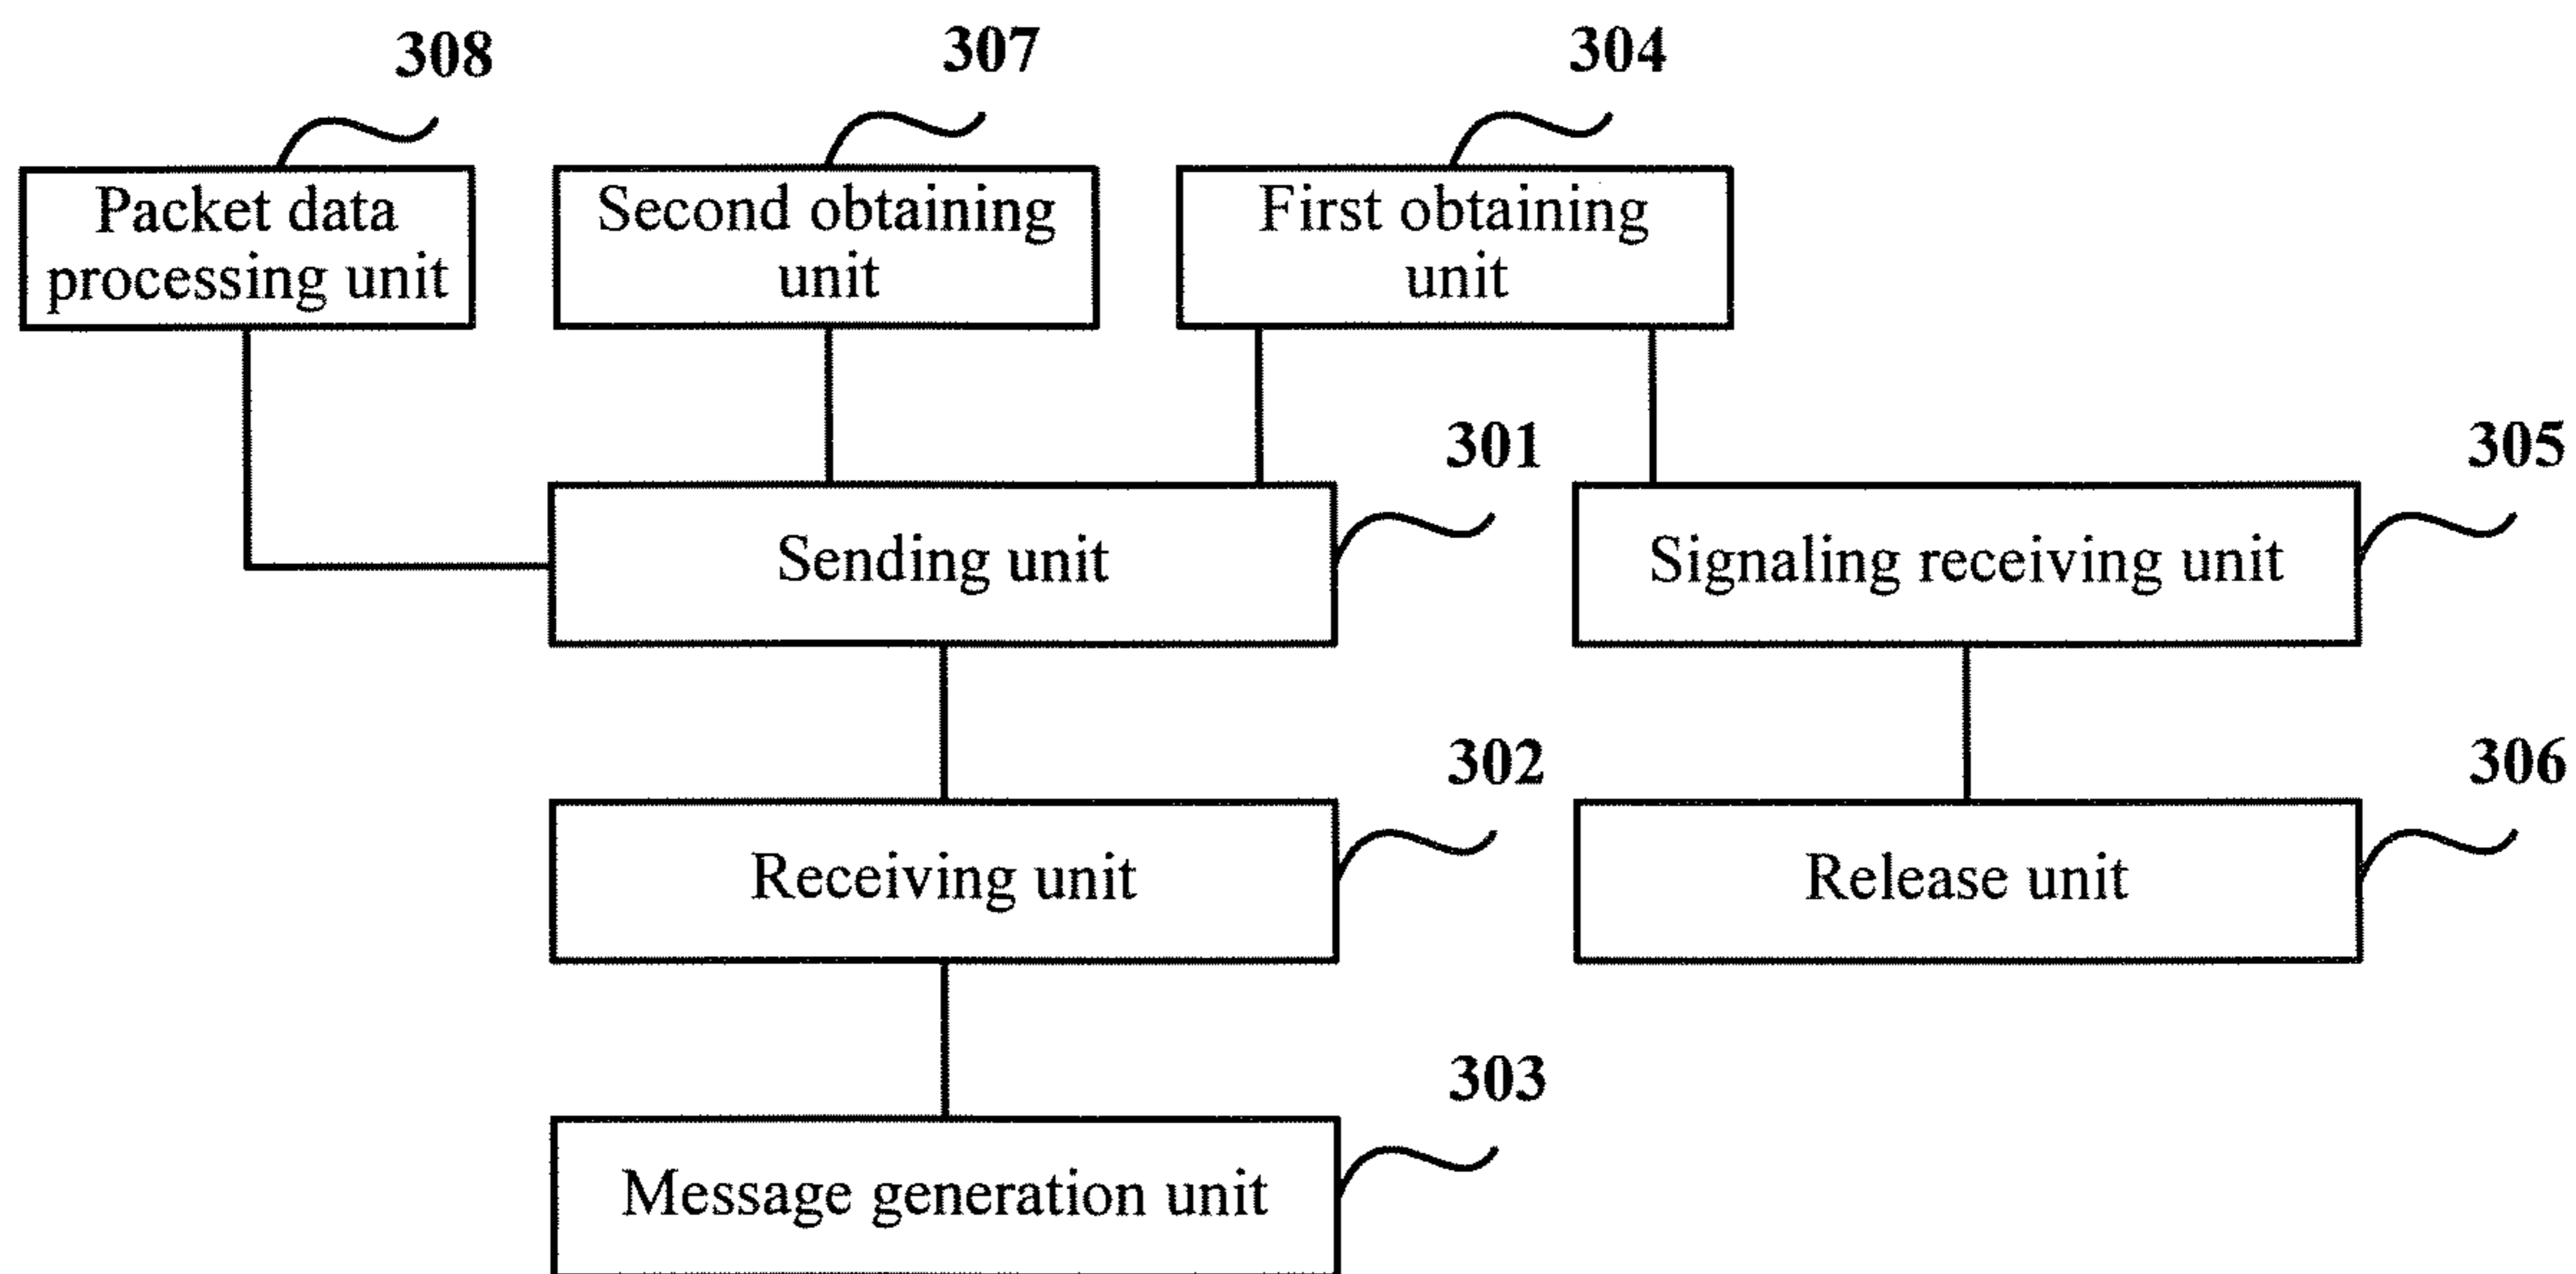 308
307
304
Packet data
processing unit
Second obtaining
unit
First obtaining
unit
301
305
Sending unit
Signaling receiving unit
302
306
Receiving unit
Release unit
303
Message generation unit